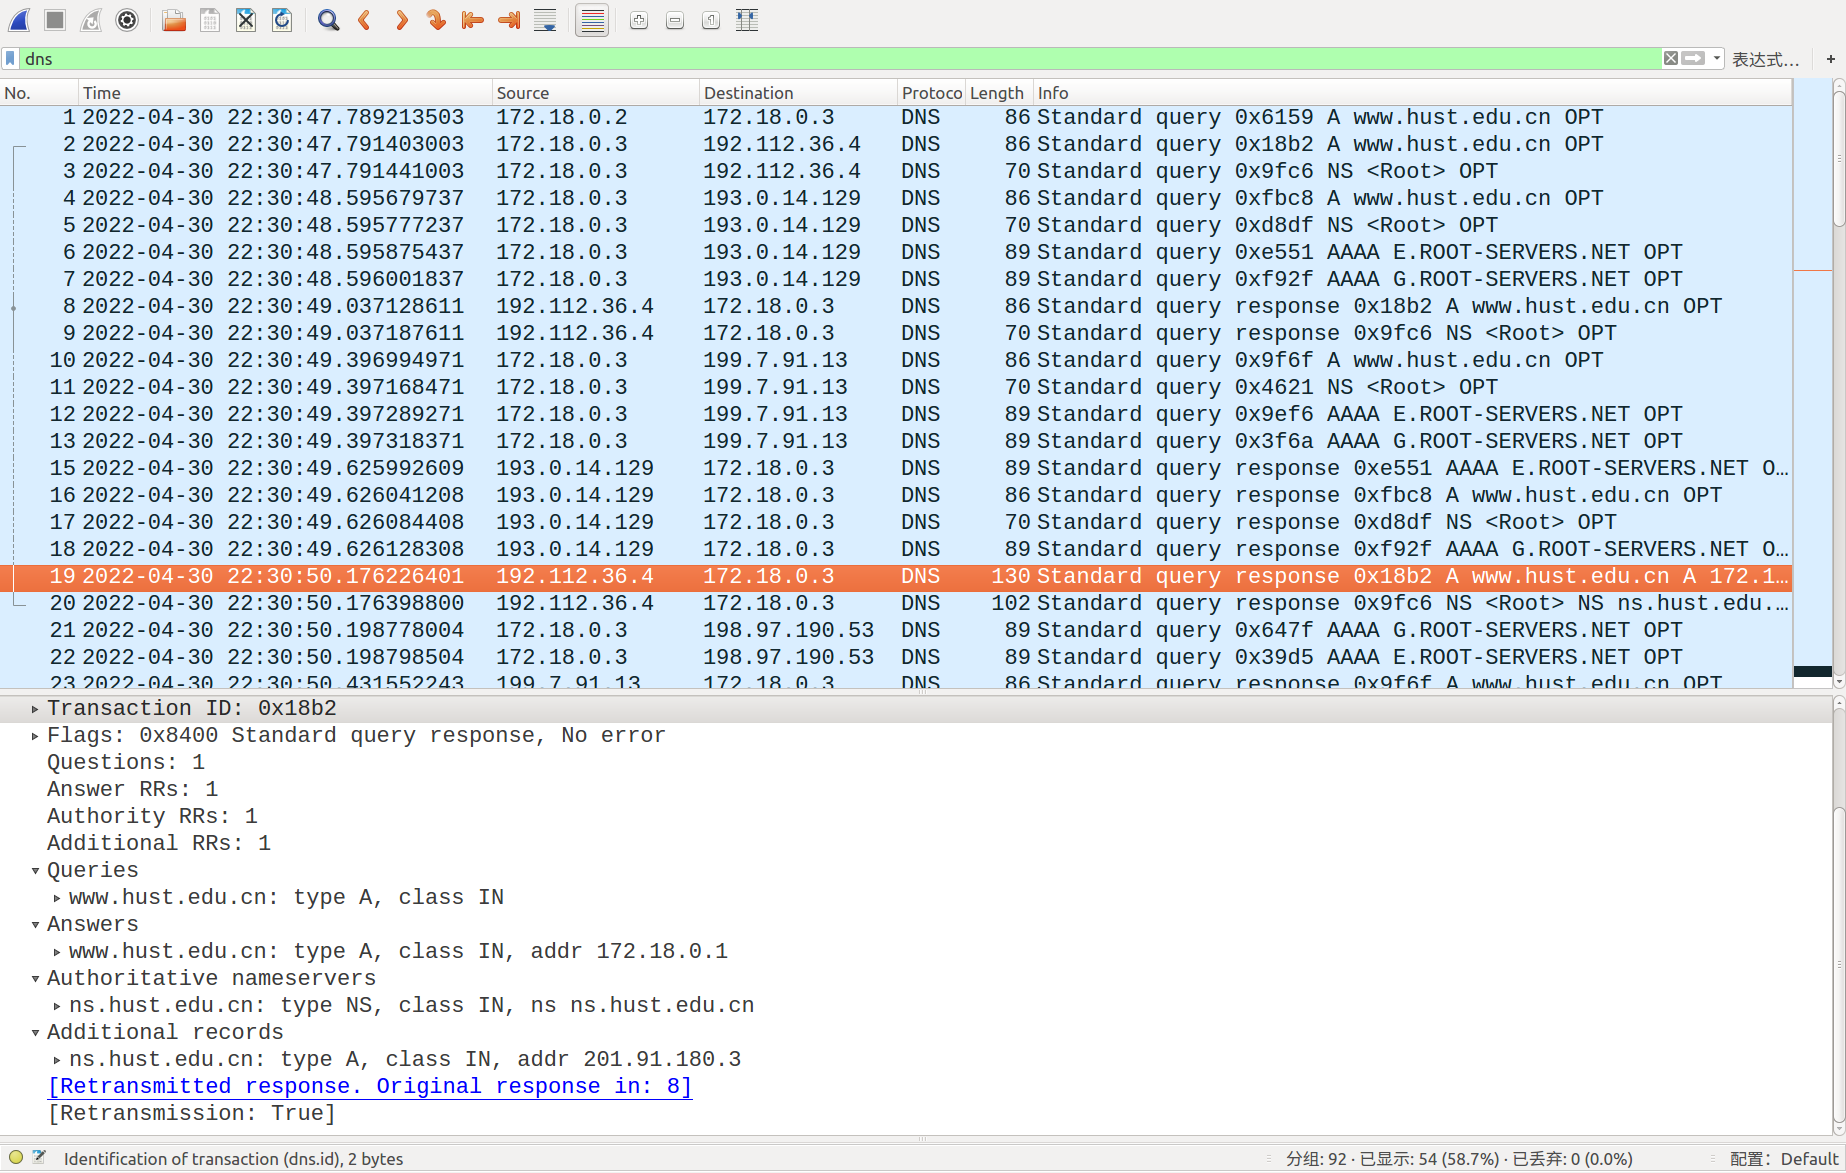 dns
表达式…
+
No. Time Source Destination Protoco Length Info
1 2022-04-30 22:30:47.789213503 172.18.0.2 172.18.0.3 DNS 86 Standard query 0x6159 A www.hust.edu.cn OPT
2 2022-04-30 22:30:47.791403003 172.18.0.3 192.112.36.4 DNS 86 Standard query 0x18b2 A www.hust.edu.cn OPT
3 2022-04-30 22:30:47.791441003 172.18.0.3 192.112.36.4 DNS 70 Standard query 0x9fc6 NS <Root> OPT
4 2022-04-30 22:30:48.595679737 172.18.0.3 193.0.14.129 DNS 86 Standard query 0xfbc8 A www.hust.edu.cn OPT
5 2022-04-30 22:30:48.595777237 172.18.0.3 193.0.14.129 DNS 70 Standard query 0xd8df NS <Root> OPT
6 2022-04-30 22:30:48.595875437 172.18.0.3 193.0.14.129 DNS 89 Standard query 0xe551 AAAA E.ROOT-SERVERS.NET OPT
7 2022-04-30 22:30:48.596001837 172.18.0.3 193.0.14.129 DNS 89 Standard query 0xf92f AAAA G.ROOT-SERVERS.NET OPT
8 2022-04-30 22:30:49.037128611 192.112.36.4 172.18.0.3 DNS 86 Standard query response 0x18b2 A www.hust.edu.cn OPT
9 2022-04-30 22:30:49.037187611 192.112.36.4 172.18.0.3 DNS 70 Standard query response 0x9fc6 NS <Root> OPT
10 2022-04-30 22:30:49.396994971 172.18.0.3 199.7.91.13 DNS 86 Standard query 0x9f6f A www.hust.edu.cn OPT
11 2022-04-30 22:30:49.397168471 172.18.0.3 199.7.91.13 DNS 70 Standard query 0x4621 NS <Root> OPT
12 2022-04-30 22:30:49.397289271 172.18.0.3 199.7.91.13 DNS 89 Standard query 0x9ef6 AAAA E.ROOT-SERVERS.NET OPT
13 2022-04-30 22:30:49.397318371 172.18.0.3 199.7.91.13 DNS 89 Standard query 0x3f6a AAAA G.ROOT-SERVERS.NET OPT
15 2022-04-30 22:30:49.625992609 193.0.14.129 172.18.0.3 DNS 89 Standard query response 0xe551 AAAA E.ROOT-SERVERS.NET O…
16 2022-04-30 22:30:49.626041208 193.0.14.129 172.18.0.3 DNS 86 Standard query response 0xfbc8 A www.hust.edu.cn OPT
17 2022-04-30 22:30:49.626084408 193.0.14.129 172.18.0.3 DNS 70 Standard query response 0xd8df NS <Root> OPT
18 2022-04-30 22:30:49.626128308 193.0.14.129 172.18.0.3 DNS 89 Standard query response 0xf92f AAAA G.ROOT-SERVERS.NET O…
19 2022-04-30 22:30:50.176226401 192.112.36.4 172.18.0.3 DNS 130 Standard query response 0x18b2 A www.hust.edu.cn A 172.1…
20 2022-04-30 22:30:50.176398800 192.112.36.4 172.18.0.3 DNS 102 Standard query response 0x9fc6 NS <Root> NS ns.hust.edu.…
21 2022-04-30 22:30:50.198778004 172.18.0.3 198.97.190.53 DNS 89 Standard query 0x647f AAAA G.ROOT-SERVERS.NET OPT
22 2022-04-30 22:30:50.198798504 172.18.0.3 198.97.190.53 DNS 89 Standard query 0x39d5 AAAA E.ROOT-SERVERS.NET OPT
23 2022-04-30 22:30:50.431552243 199.7.91.13 172.18.0.3 DNS 86 Standard query response 0x9f6f A www.hust.edu.cn OPT
Transaction ID: 0x18b2
Flags: 0x8400 Standard query response, No error
Questions: 1
Answer RRs: 1
Authority RRs: 1
Additional RRs: 1
Queries
www.hust.edu.cn: type A, class IN
Answers
www.hust.edu.cn: type A, class IN, addr 172.18.0.1
Authoritative nameservers
ns.hust.edu.cn: type NS, class IN, ns ns.hust.edu.cn
Additional records
ns.hust.edu.cn: type A, class IN, addr 201.91.180.3
[Retransmitted response. Original response in: 8]
[Retransmission: True]
Identification of transaction (dns.id), 2 bytes
分组: 92 · 已显示: 54 (58.7%) · 已丢弃: 0 (0.0%)
配置： Default